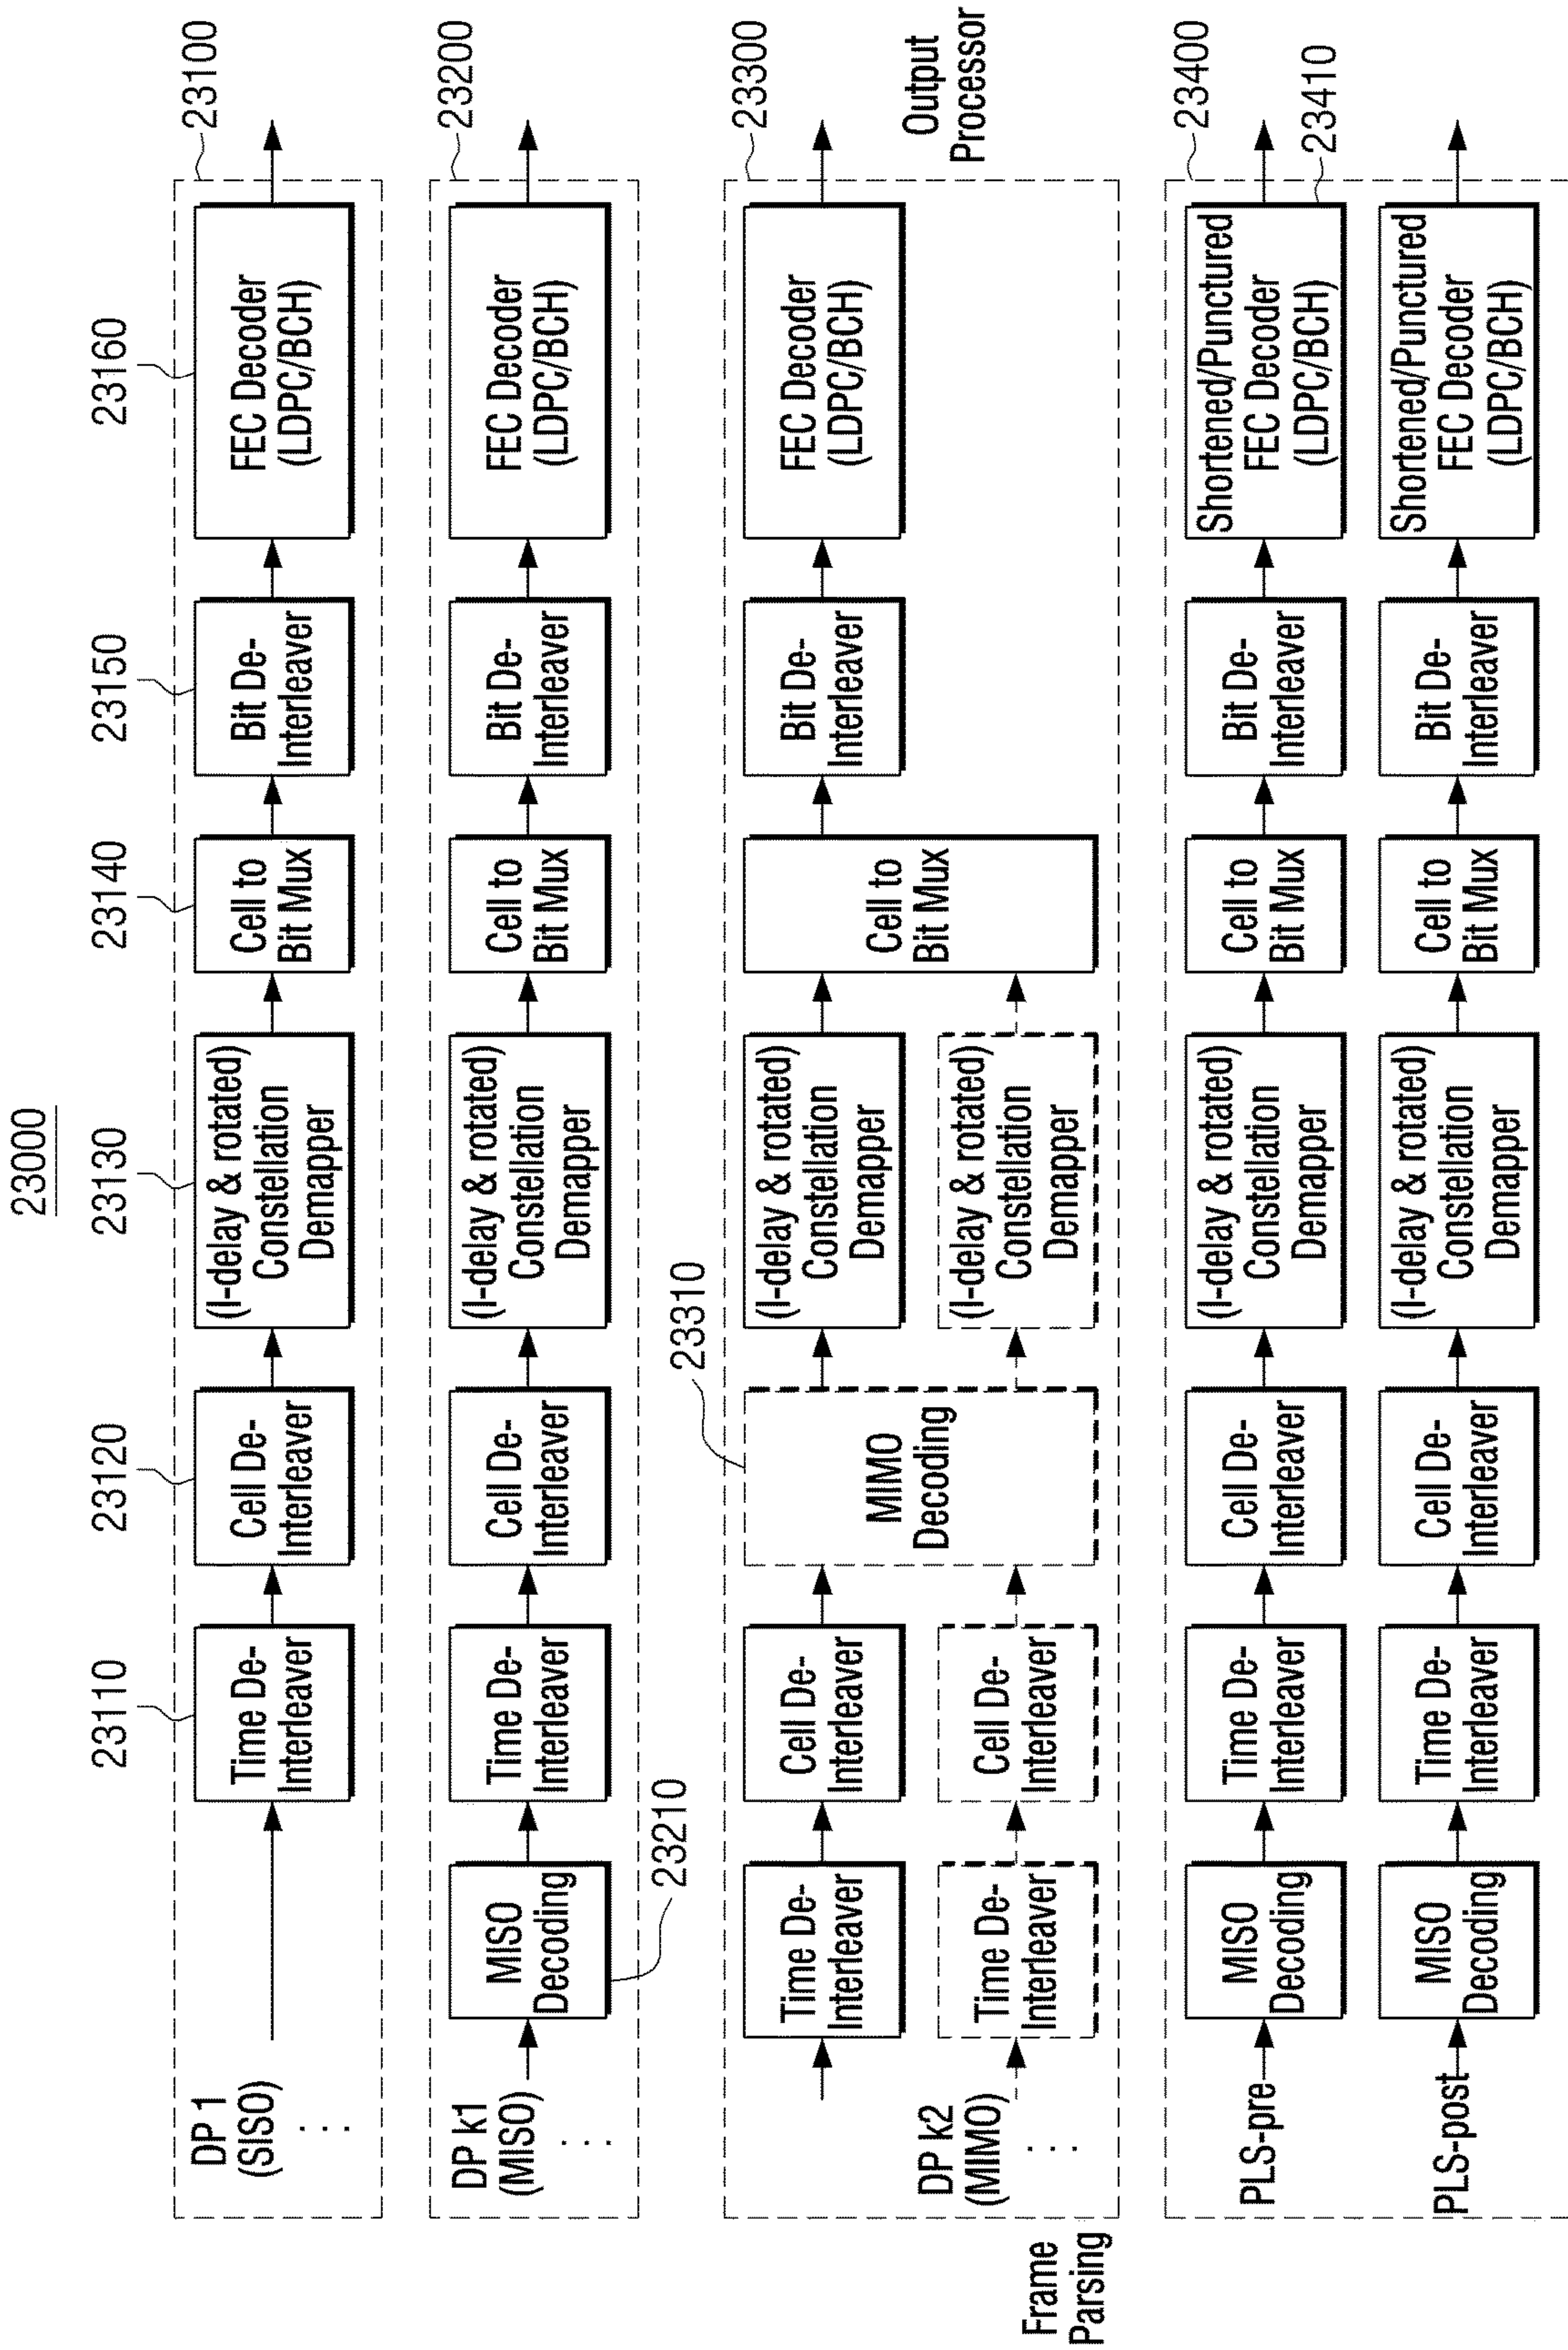 23000
23110
23120
23130
23140
23150
23160
23100
DP 1
(SISO)
Time De-
Interleaver
Cell De-
Interleaver
(I-delay & rotated)
Constellation
Demapper
Cell to
Bit Mux
Bit De-
Interleaver
FEC Decoder
(LDPC/BCH)
23200
DP k1
(MISO)
MISO
Decoding
23210
Time De-
Interleaver
Cell De-
Interleaver
(I-delay & rotated)
Constellation
Demapper
Cell to
Bit Mux
Bit De-
Interleaver
FEC Decoder
(LDPC/BCH)
23310
23300
Time De-
Interleaver
Cell De-
Interleaver
MIMO
Decoding
(I-delay & rotated)
Constellation
Demapper
Cell to
Bit Mux
Bit De-
Interleaver
FEC Decoder
(LDPC/BCH)
Output
Processor
DP k2
(MIMO)
Time De-
Interleaver
Cell De-
Interleaver
(I-delay & rotated)
Constellation
Demapper
Frame
Parsing
23400
23410
PLS-pre
MISO
Decoding
Time De-
Interleaver
Cell De-
Interleaver
(I-delay & rotated)
Constellation
Demapper
Cell to
Bit Mux
Bit De-
Interleaver
Shortened/Punctured
FEC Decoder
(LDPC/BCH)
PLS-post
MISO
Decoding
Time De-
Interleaver
Cell De-
Interleaver
(I-delay & rotated)
Constellation
Demapper
Cell to
Bit Mux
Bit De-
Interleaver
Shortened/Punctured
FEC Decoder
(LDPC/BCH)